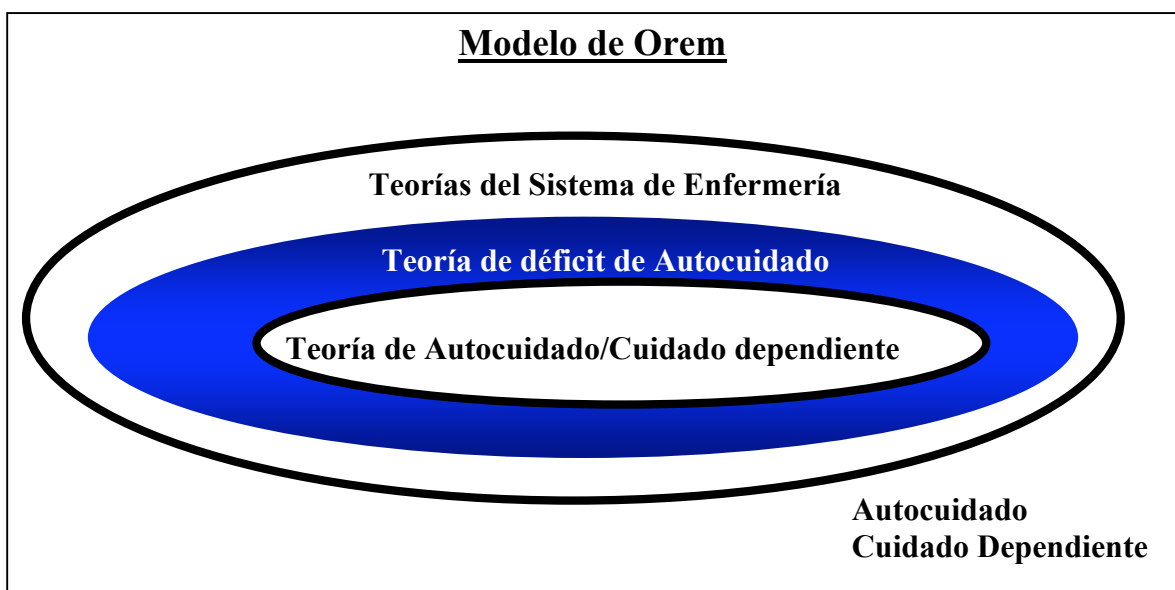 Modelo de Orem
Teorías del Sistema de Enfermería
Teoría de déficit de Autocuidado
Teoría de Autocuidado/Cuidado dependiente
Autocuidado
Cuidado Dependiente